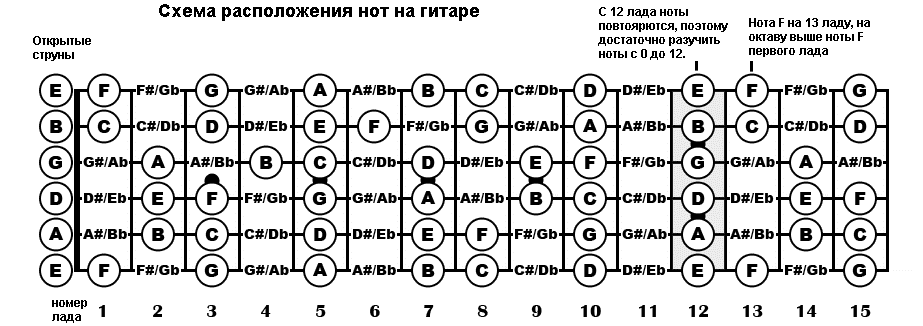 Схема расположения нот на гитаре
С 12 лада ноты
повтояются, поэтому
достаточно разучить
ноты с 0 до 12.
Нота F на 13 ладу, на
октаву выше ноты F
первого лада
Открытые
струны
E F F#/Gb G G#/Ab A A#/Bb B C C#/Db D D#/Eb E F F#/Gb G
B C C#/Db D D#/Eb E F F#/Gb G G#/Ab A A#/Bb B C C#/Db D
G G#/Ab A A#/Bb B C C#/Db D D#/Eb E F F#/Gb G G#/Ab A A#/Bb
D D#/Eb E F F#/Gb G G#/Ab A A#/Bb B C C#/Db D D#/Eb E F
A A#/Bb B C C#/Db D D#/Eb E F F#/Gb G G#/Ab A A#/Bb B C
E F F#/Gb G G#/Ab A A#/Bb B C C#/Db D D#/Eb E F F#/Gb G
номер
лада
1 2 3 4 5 6 7 8 9 10 11 12 13 14 15